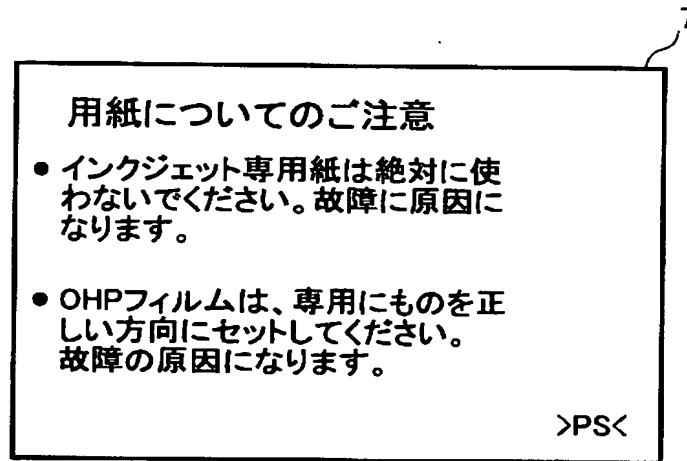 7
用紙についてのご注意
● インクジェット専用紙は絶対に使
わないでください。故障に原因に
なります。
● OHPフィルムは、専用にものを正
しい方向にセットしてください。
故障の原因になります。
>PS<